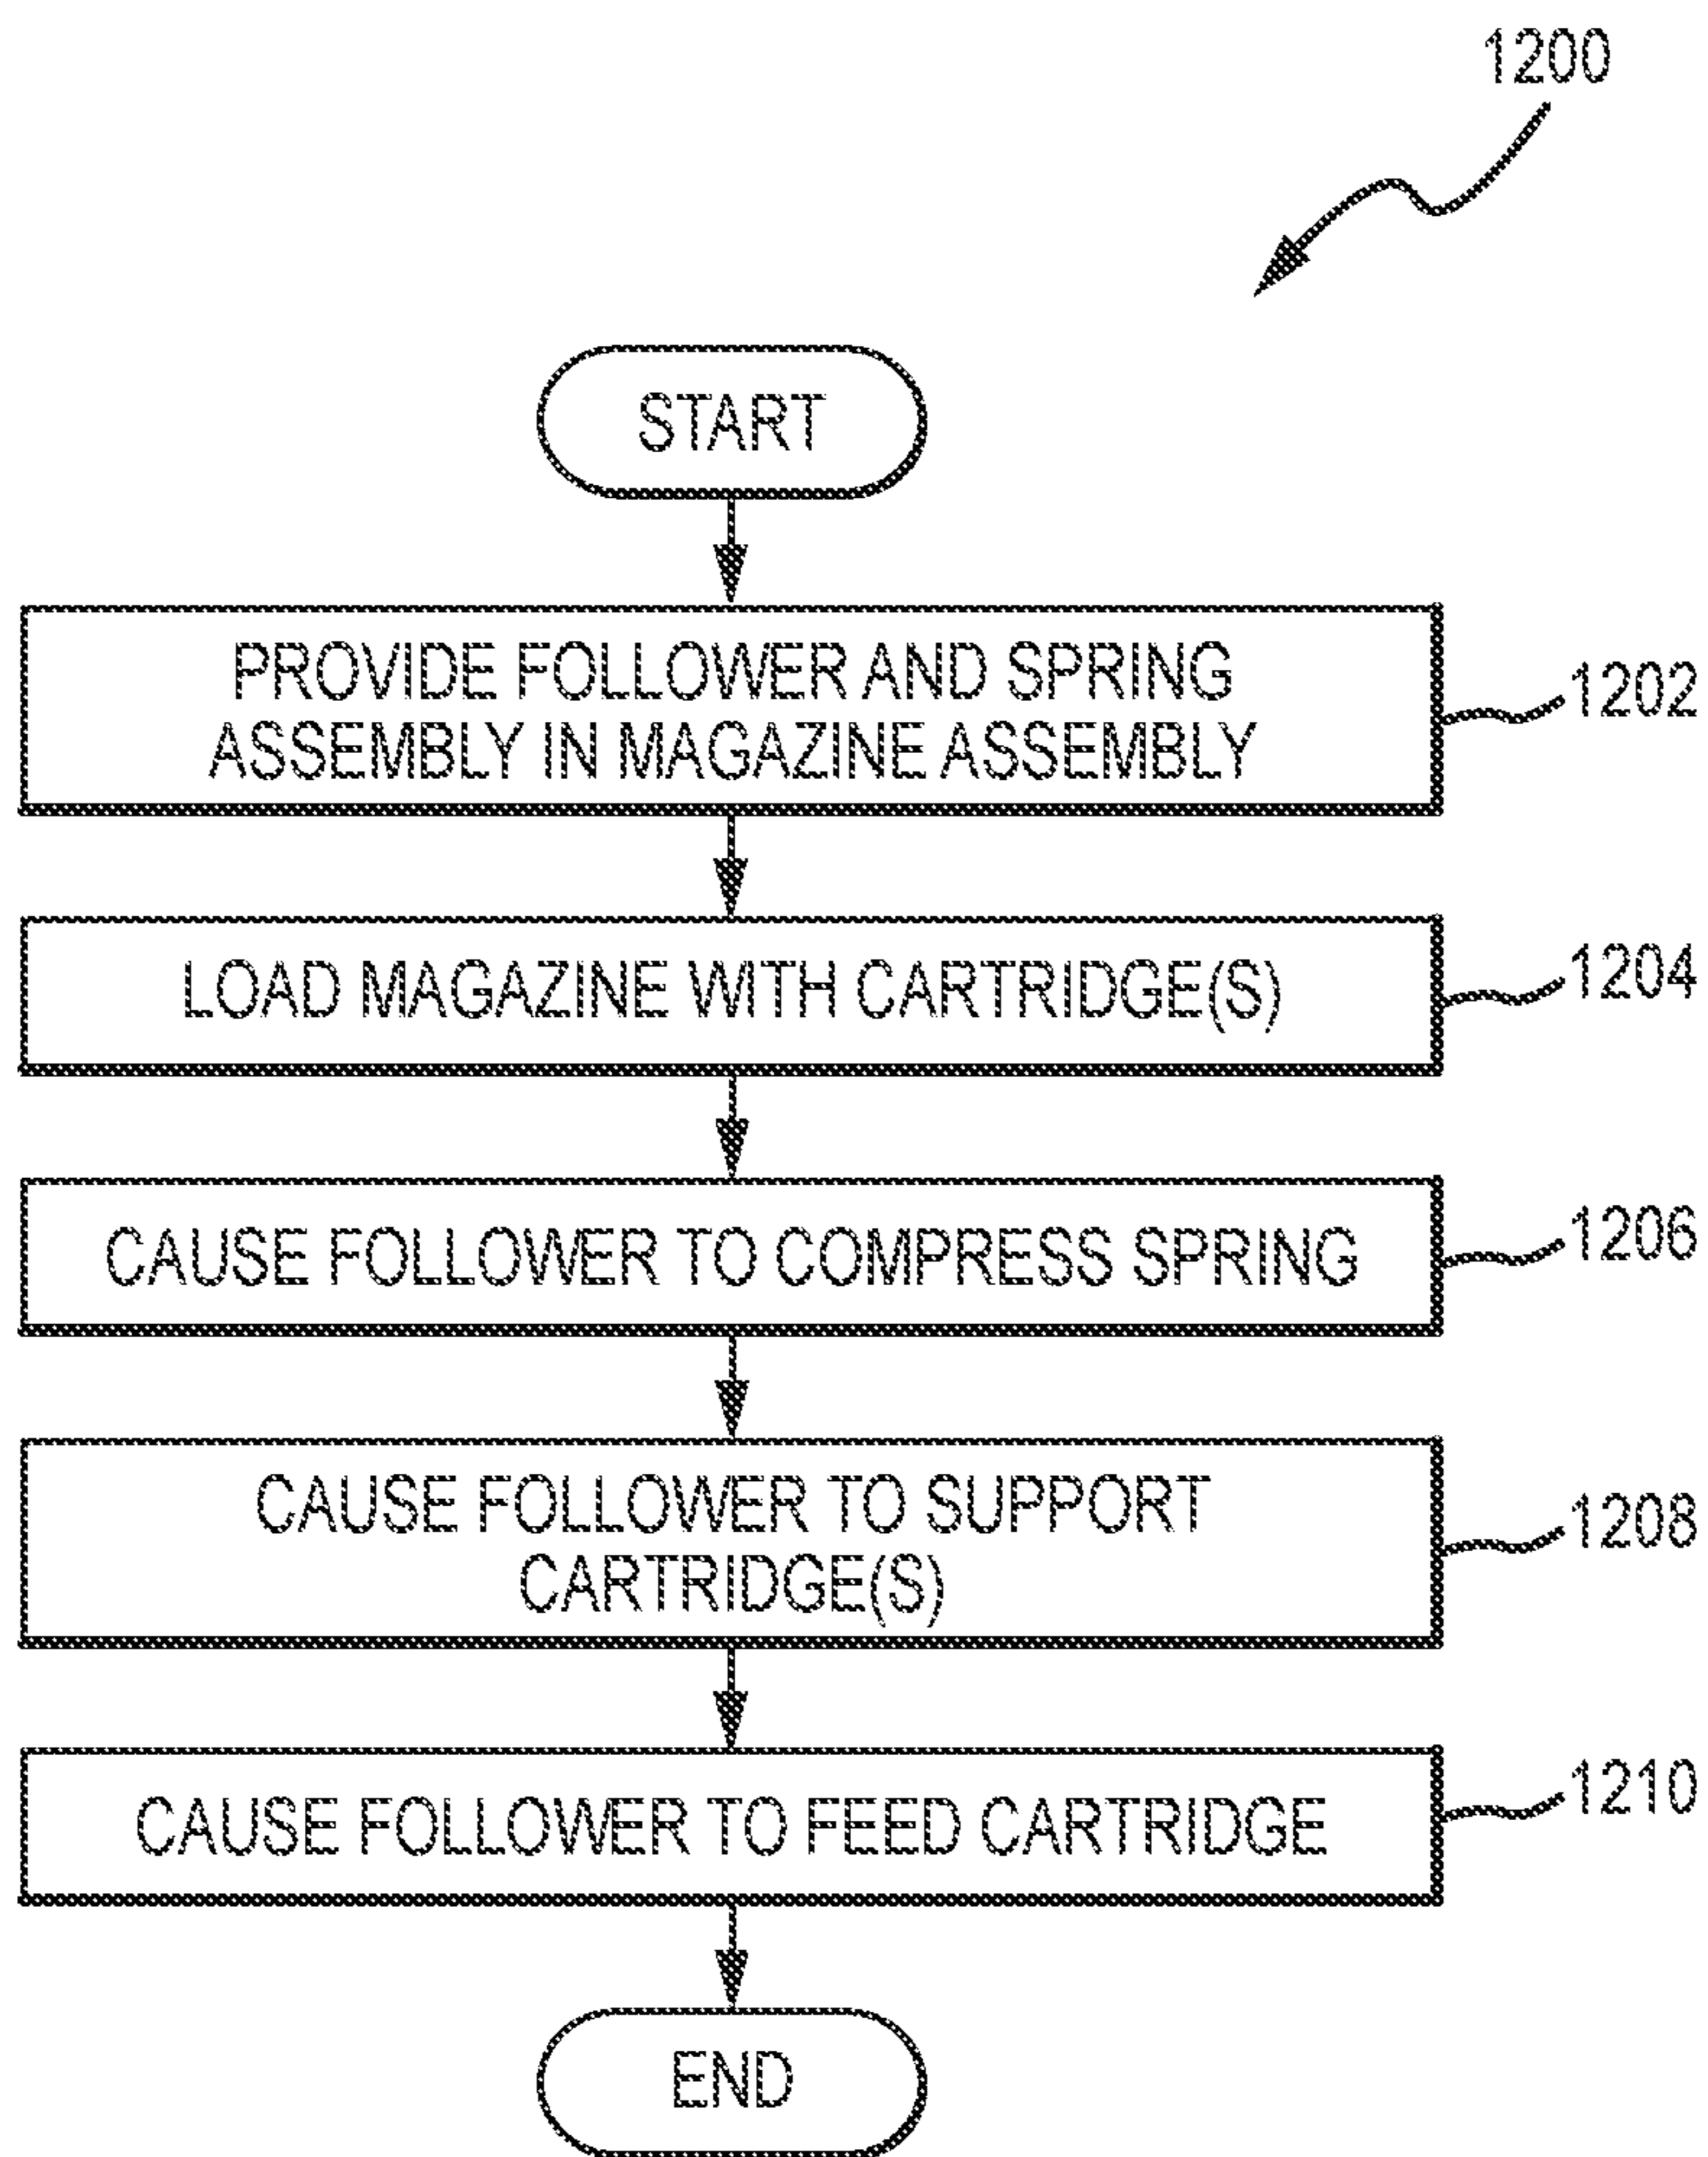 1200
START
PROVIDE FOLLOWER AND SPRING
ASSEMBLY IN MAGAZINE ASSEMBLY
1202
LOAD MAGAZINE WITH CARTRIDGE(S)
1204
CAUSE FOLLOWER TO COMPRESS SPRING
1206
CAUSE FOLLOWER TO SUPPORT
CARTRIDGE(S)
1208
CAUSE FOLLOWER TO FEED CARTRIDGE
1210
END